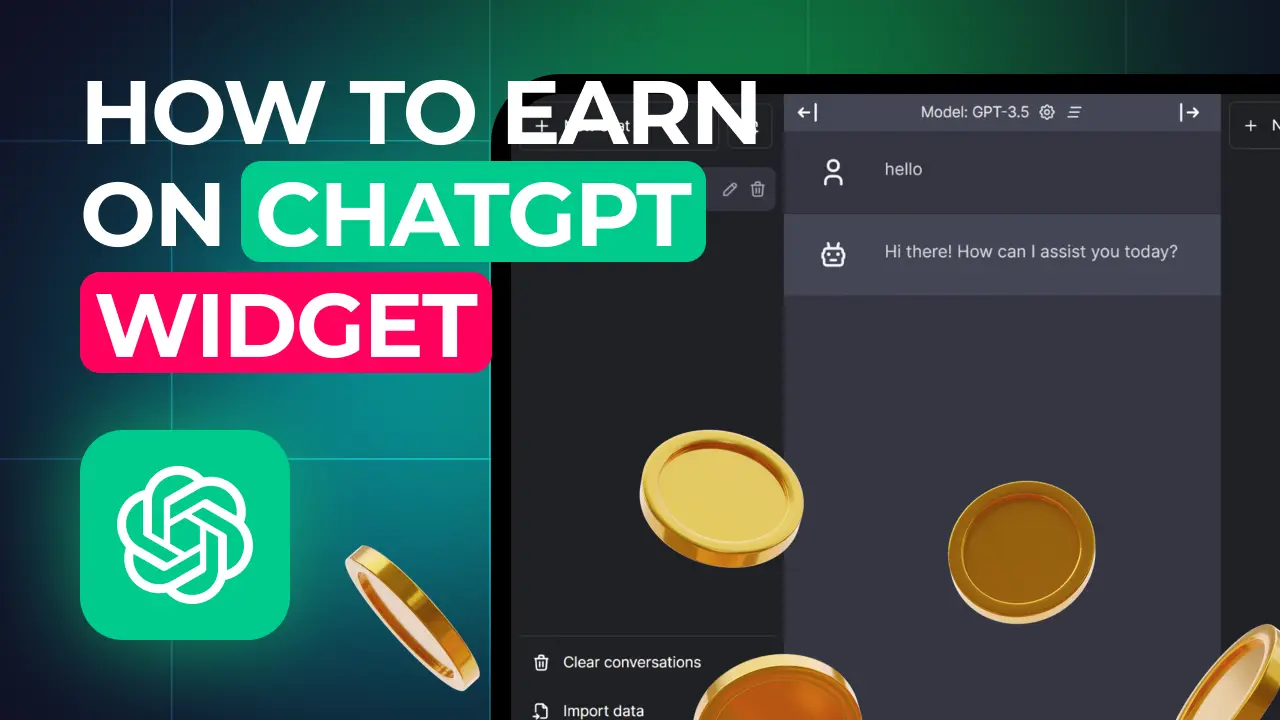 HOW TO EARN
ON CHATGPT
WIDGET
Model: GPT-3.5
hello
Hi there! How can I assist you today?
Clear conversations
Import data